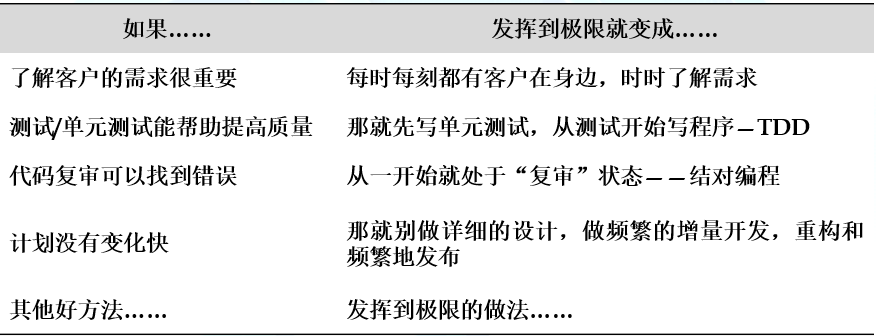 如果…… 发挥到极限就变成……
了解客户的需求很重要 每时每刻都有客户在身边，时时了解需求
测试/单元测试能帮助提高质量 那就先写单元测试，从测试开始写程序—TDD
代码复审可以找到错误 从一开始就处于“复审”状态——结对编程
计划没有变化快 那就别做详细的设计，做频繁的增量开发，重构和
频繁地发布
其他好方法…… 发挥到极限的做法……